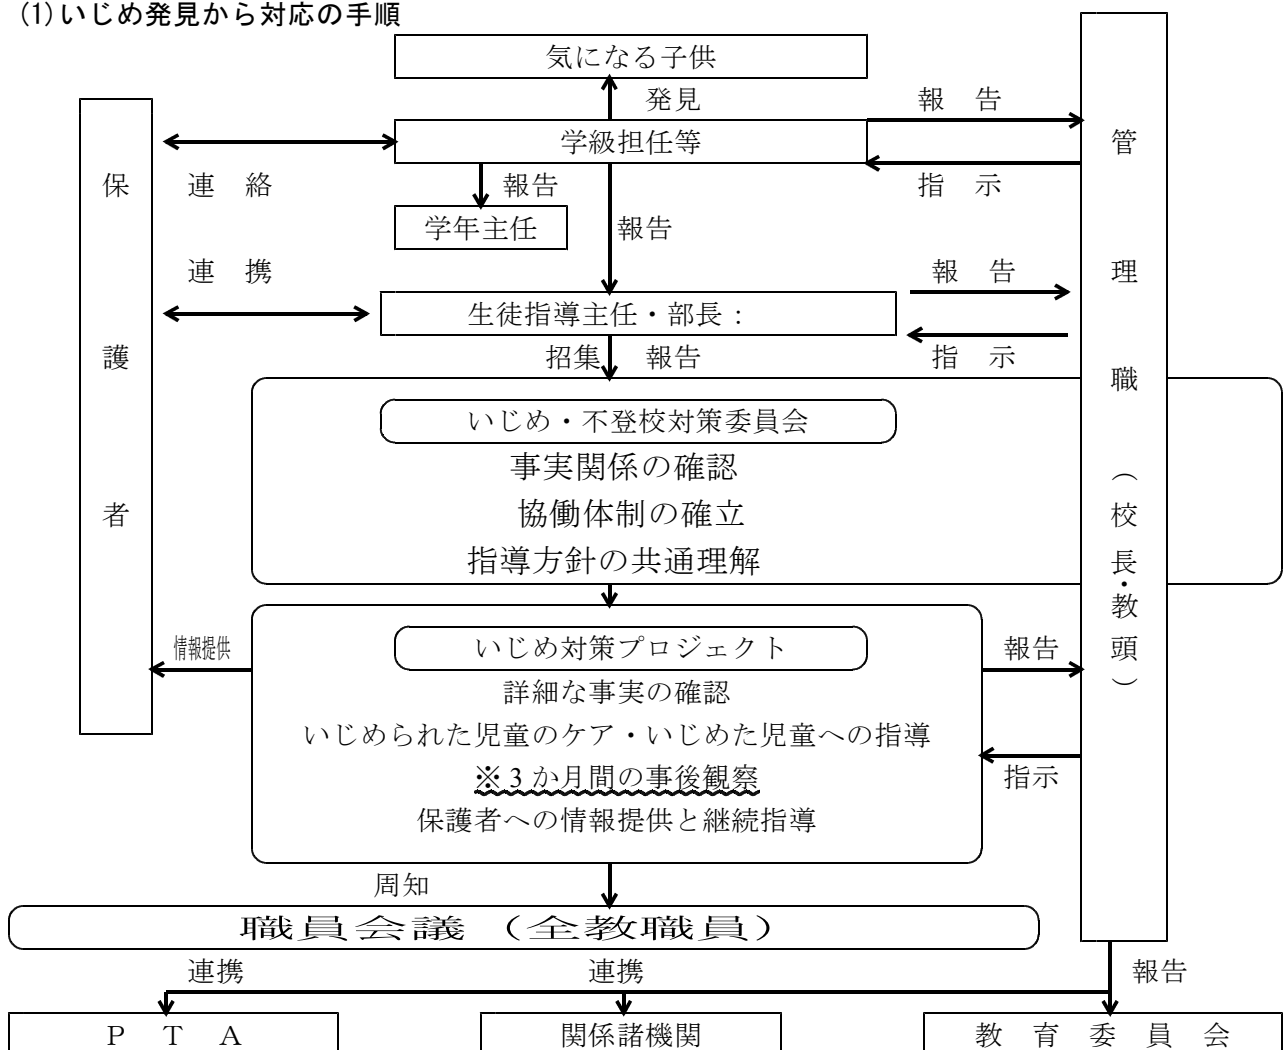 (1)いじめ発見から対応の手順
気になる子供
発見
報　告
学級担任等
連　絡
報告
指　示
学年主任
報告
連　携
報　告
生徒指導主任・部長：
招集　報告
指　示
保護者
管理職（校長・教頭）
いじめ・不登校対策委員会
事実関係の確認
協働体制の確立
指導方針の共通理解
情報提供
いじめ対策プロジェクト
報告
詳細な事実の確認
いじめられた児童のケア・いじめた児童への指導
※３か月間の事後観察
指示
保護者への情報提供と継続指導
周知
職員会議（全教職員）
連携
連携
報告
Ｐ　Ｔ　Ａ
関係諸機関
教　育　委　員　会